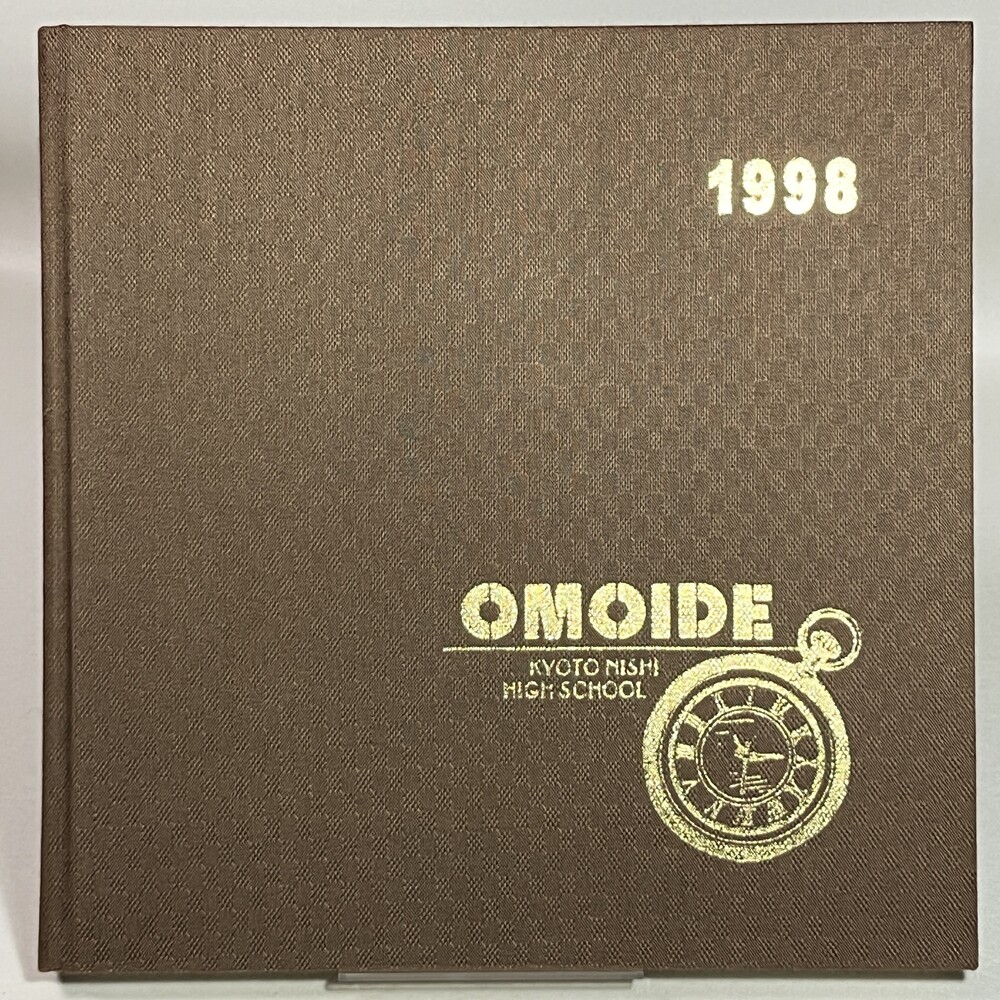 1998
OMOIDE
KYOTO NISHI
HIGH SCHOOL